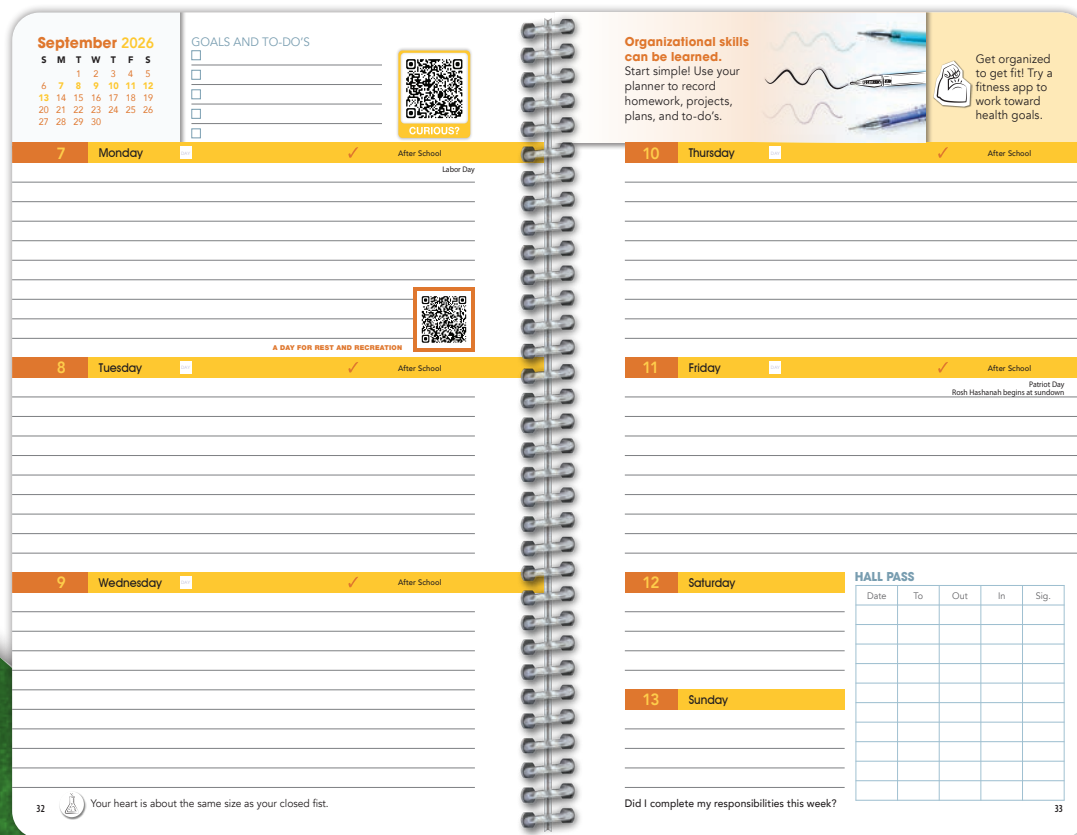 September 2026
S M T W T F S
1 2 3 4 5
6 7 8 9 10 11 12
13 14 15 16 17 18 19
20 21 22 23 24 25 26
27 28 29 30
GOALS AND TO-DO'S
CURIOUS?
7 Monday ✓ After School
Labor Day
A DAY FOR REST AND RECREATION
8 Tuesday ✓ After School
9 Wednesday ✓ After School
32
Your heart is about the same size as your closed fist.
Organizational skills
can be learned.
Start simple! Use your
planner to record
homework, projects,
plans, and to-do's.
Get organized
to get fit! Try a
fitness app to
work toward
health goals.
10 Thursday ✓ After School
11 Friday ✓ After School
Patriot Day
Rosh Hashanah begins at sundown
12 Saturday
13 Sunday
HALL PASS
Date To Out In Sig.
Did I complete my responsibilities this week?
33